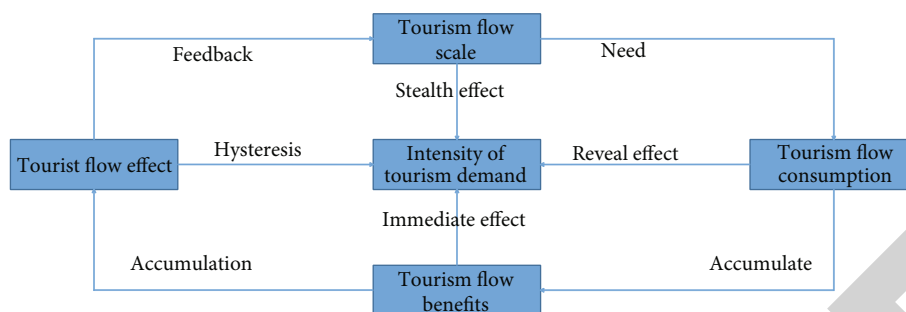 Tourism flow
scale
Feedback
Need
Stealth effect
Tourist flow effect
Hysteresis
Intensity of
tourism demand
Reveal effect
Tourism flow
consumption
Immediate effect
Accumulation
Accumulate
Tourism flow
benefits